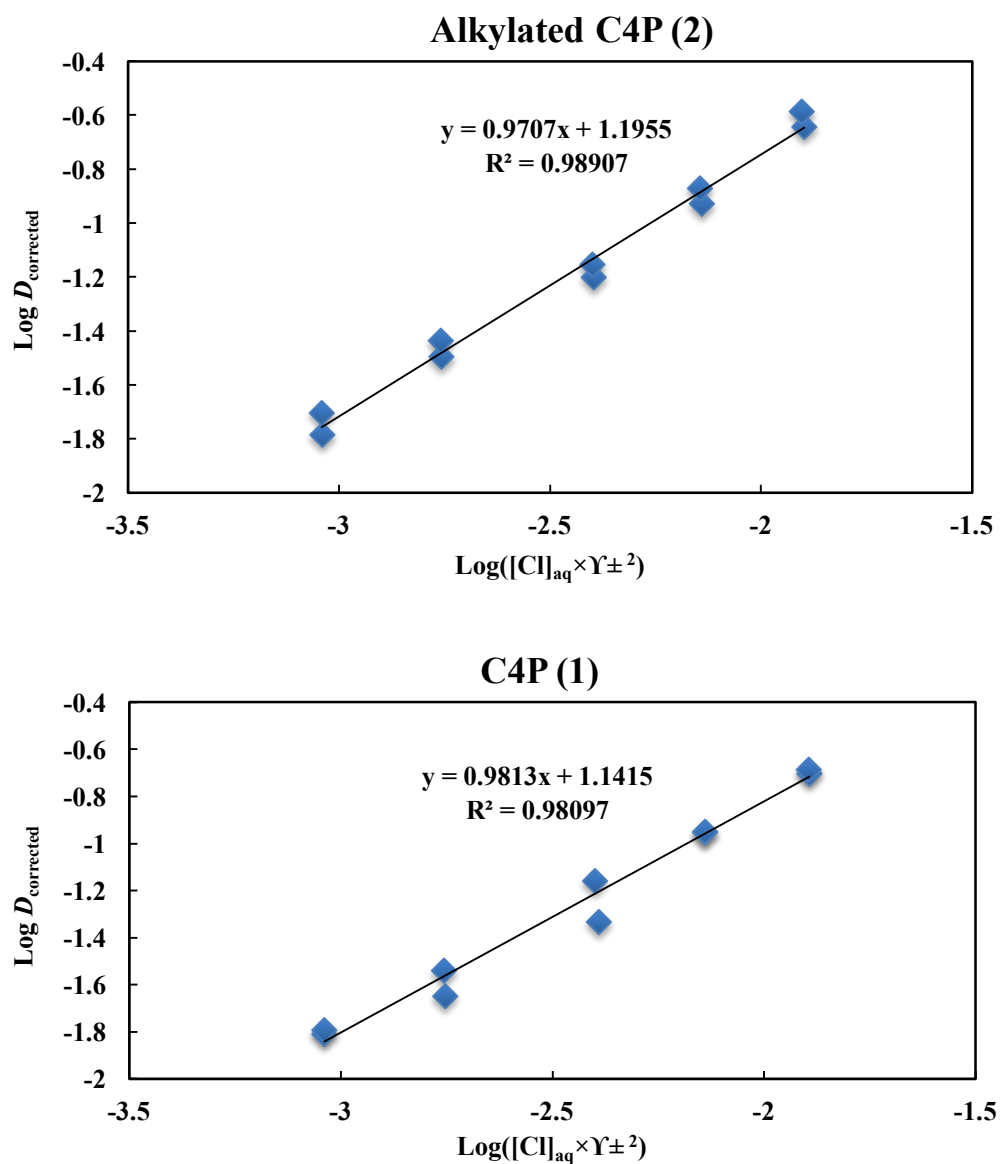 Alkylated C4P (2)
-0.4
-0.6
-0.8
-1
-1.2
-1.4
-1.6
-1.8
-2
y = 0.9707x + 1.1955
R² = 0.98907
Log D corrected
-3.5 -3 -2.5 -2 -1.5
Log([Cl]aq×ϒ± ²)
C4P (1)
-0.4
-0.6
-0.8
-1
-1.2
-1.4
-1.6
-1.8
-2
y = 0.9813x + 1.1415
R² = 0.98097
Log D corrected
-3.5 -3 -2.5 -2 -1.5
Log([Cl]aq×ϒ± ²)